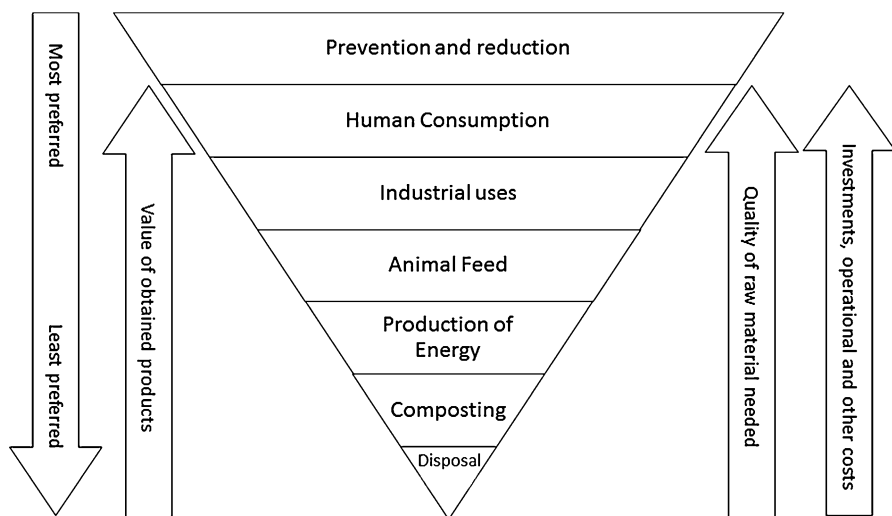 Prevention and reduction
Human Consumption
Industrial uses
Animal Feed
Production of
Energy
Composting
Disposal
Most preferred
Least preferred
Value of obtained products
Quality of raw material needed
Investments, operational and other costs